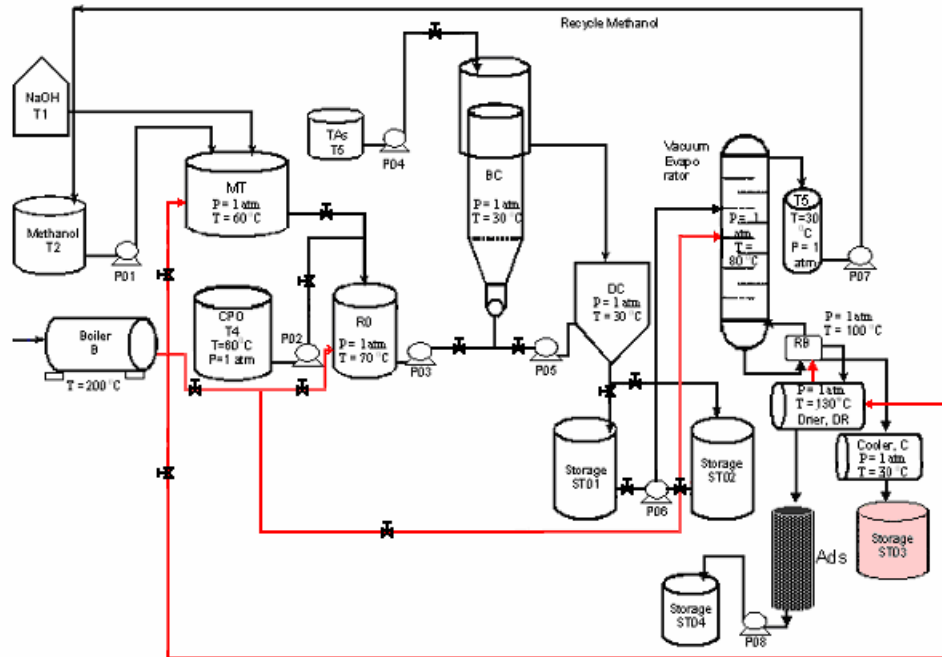 Recycle Methanol
NaOH
T1
TAs
T5
P04
MT
P = 1 atm
T = 60 °C
Methanol
T2
P01
BC
P = 1 atm
T = 30 °C
Vacuum
Evapo
rator
P = 1
atm
T =
80 °C
T5
T=30
°C
P = 1
atm
P07
CPO
T4
T=60°C
P=1 atm
P02
R0
P = 1 atm
T = 70 °C
P03
P05
DC
P = 1 atm
T = 30 °C
P = 1 atm
T = 100 °C
RB
Boiler
B
T = 200 °C
P = 1 atm
T = 130°C
Drier, DR
Cooler, C
P = 1 atm
T = 30 °C
Storage
ST01
P06
Storage
ST02
Storage
ST03
Ads
Storage
ST04
P08